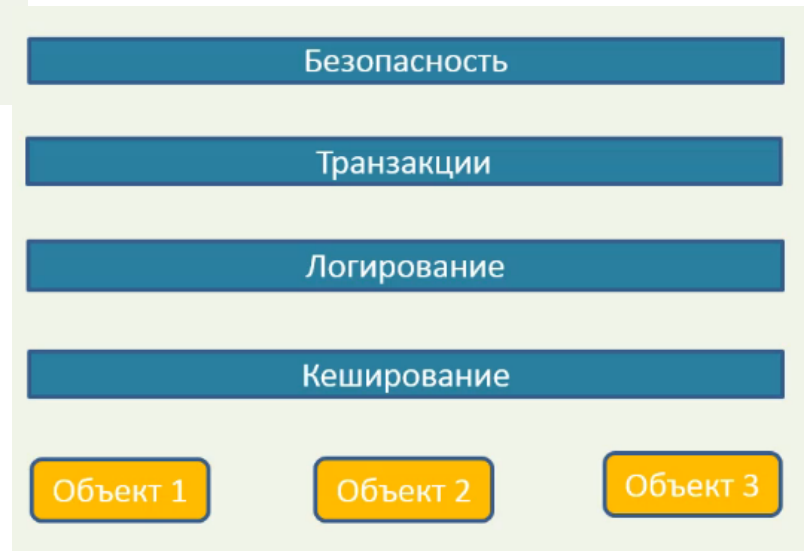 Безопасность
Транзакции
Логирование
Кеширование
Объект 1
Объект 2
Объект 3